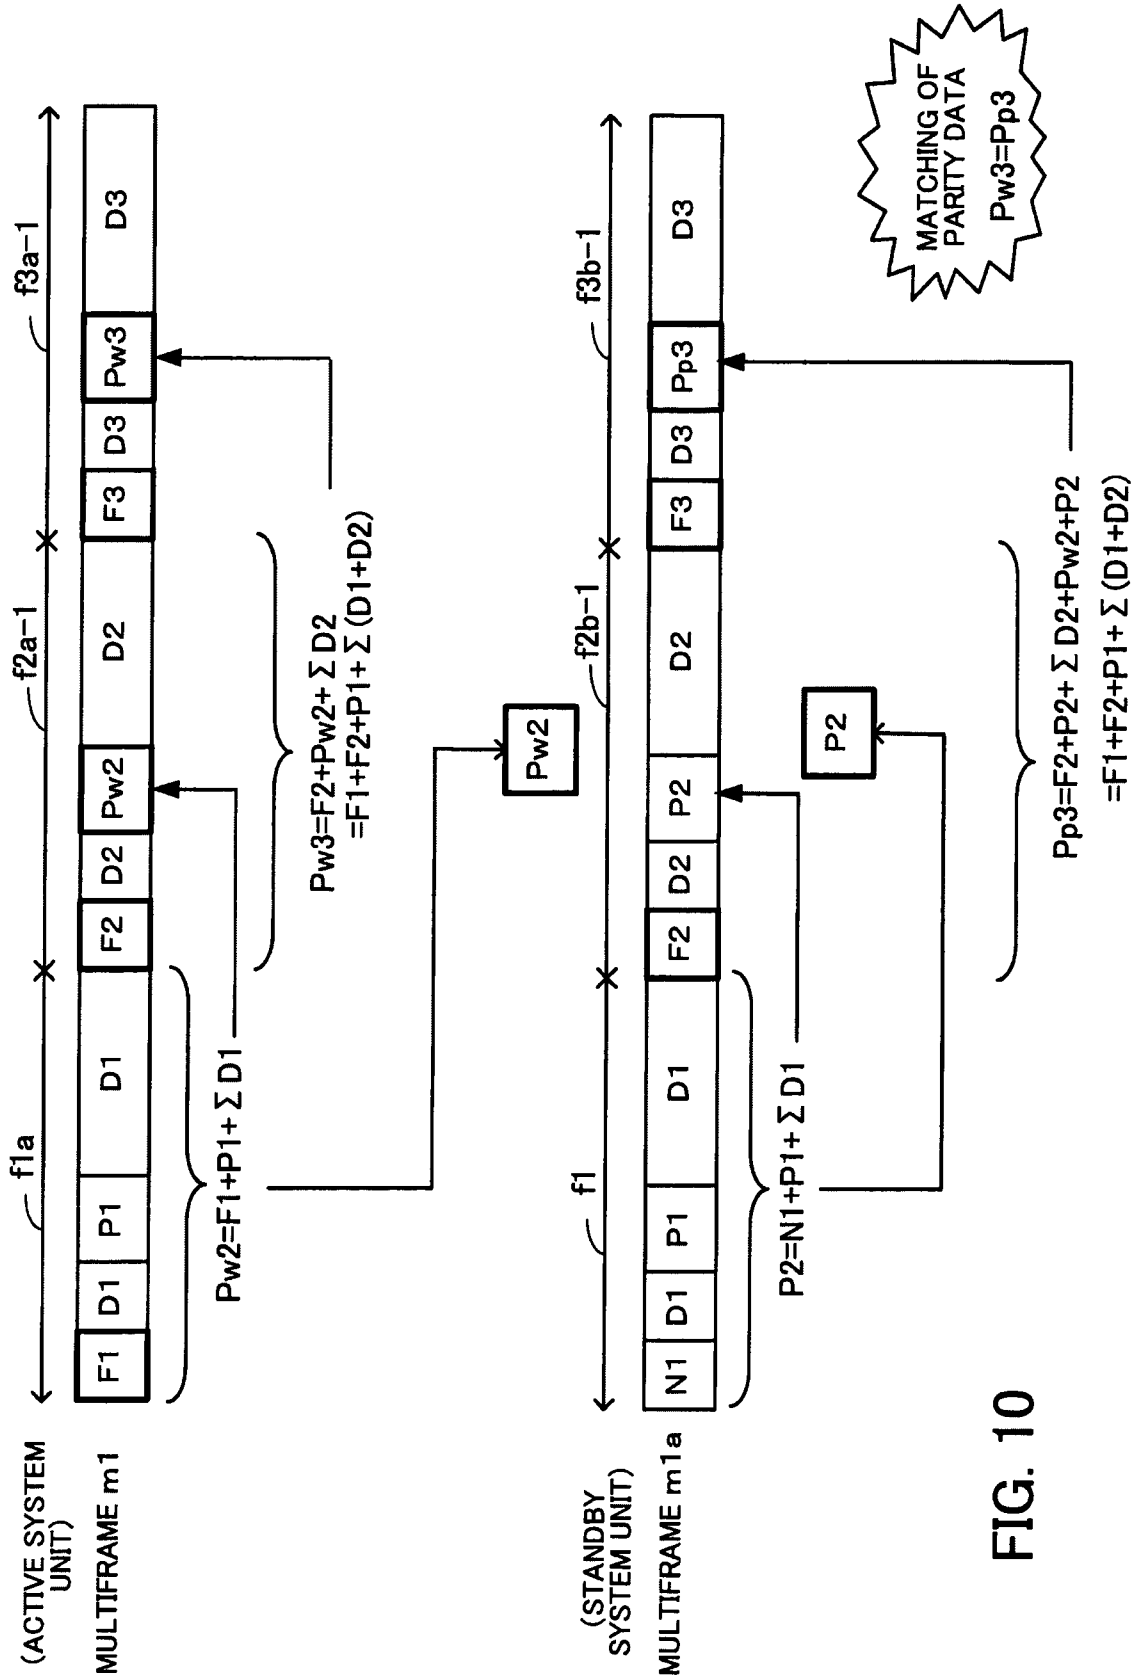 (ACTIVE SYSTEM
UNIT)
MULTIFRAME m1
f1a
f2a-1
f3a-1
F1 D1 P1 D1 F2 D2 Pw2 D2 F3 D3 Pw3 D3
Pw2=F1+P1+Σ D1
Pw3=F2+Pw2+Σ D2
=F1+F2+P1+Σ (D1+D2)
Pw2
(STANDBY
SYSTEM UNIT)
MULTIFRAME m1a
f1
f2b-1
f3b-1
N1 D1 P1 D1 F2 D2 P2 D2 F3 D3 Pp3 D3
P2=N1+P1+Σ D1
P2
Pp3=F2+P2+Σ D2+Pw2+P2
=F1+F2+P1+Σ (D1+D2)
MATCHING OF
PARITY DATA
Pw3=Pp3
FIG. 10